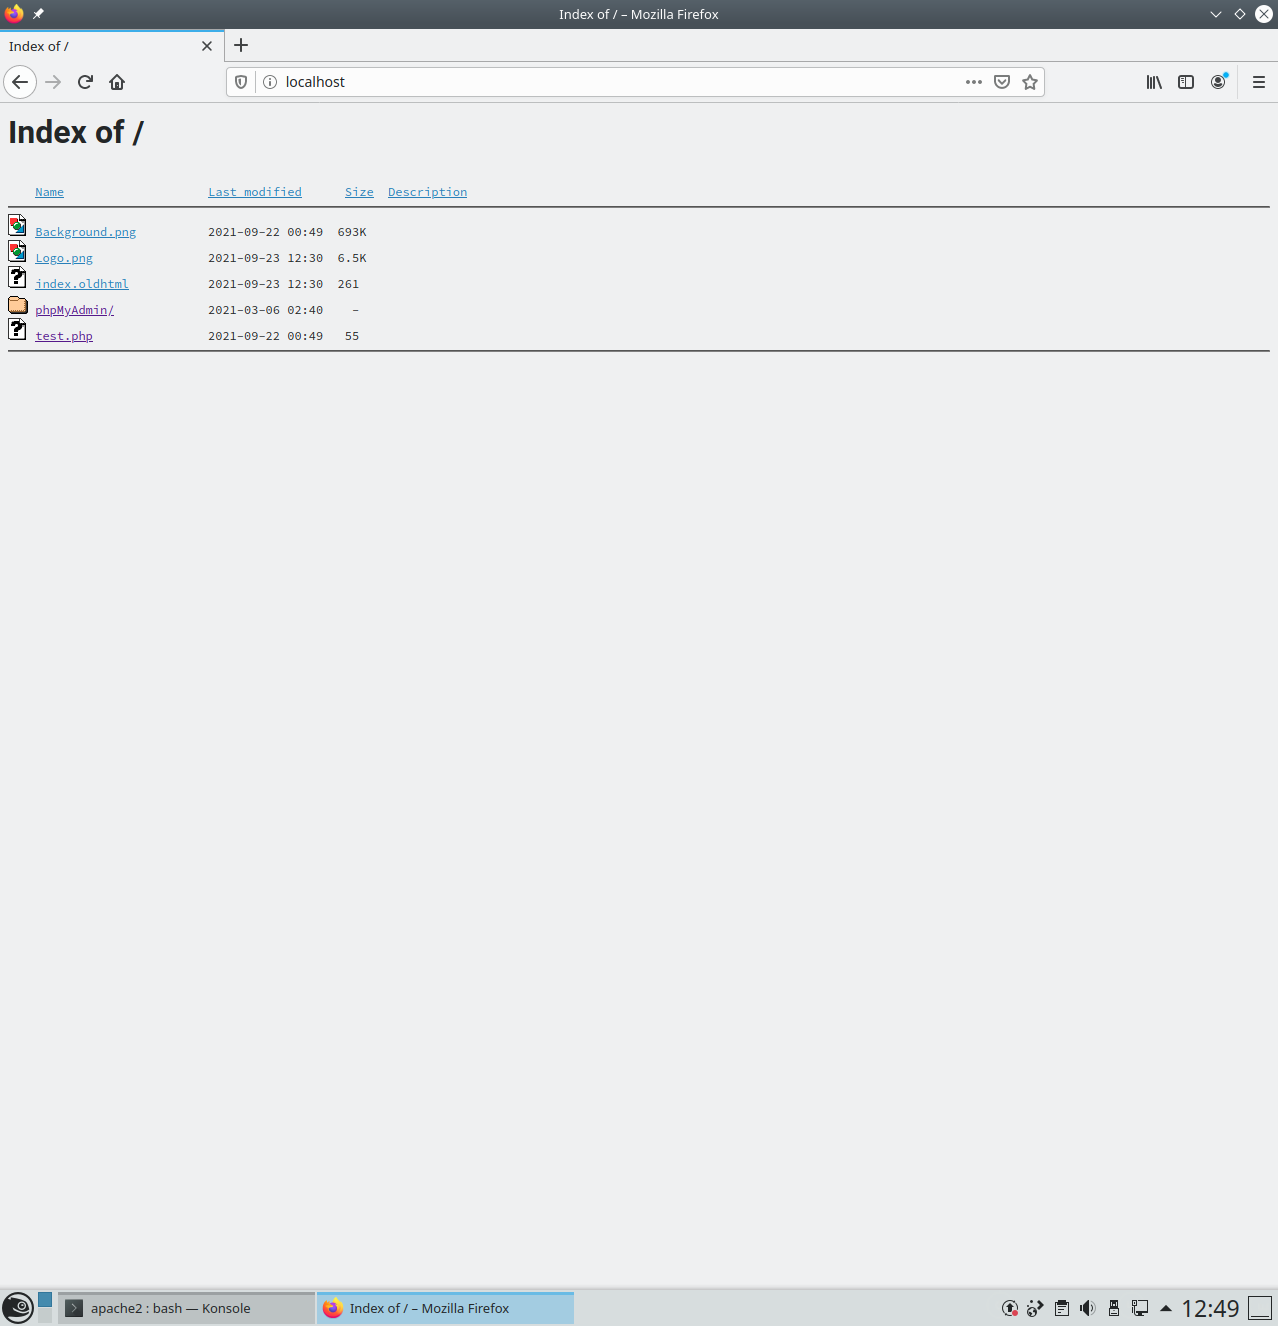 Index of / – Mozilla Firefox
Index of /
localhost
Index of /
Name Last modified Size Description
Background.png 2021-09-22 00:49 693K
Logo.png 2021-09-23 12:30 6.5K
index.oldhtml 2021-09-23 12:30 261
phpMyAdmin/ 2021-03-06 02:40 -
test.php 2021-09-22 00:49 55
apache2 : bash — Konsole Index of / – Mozilla Firefox 12:49